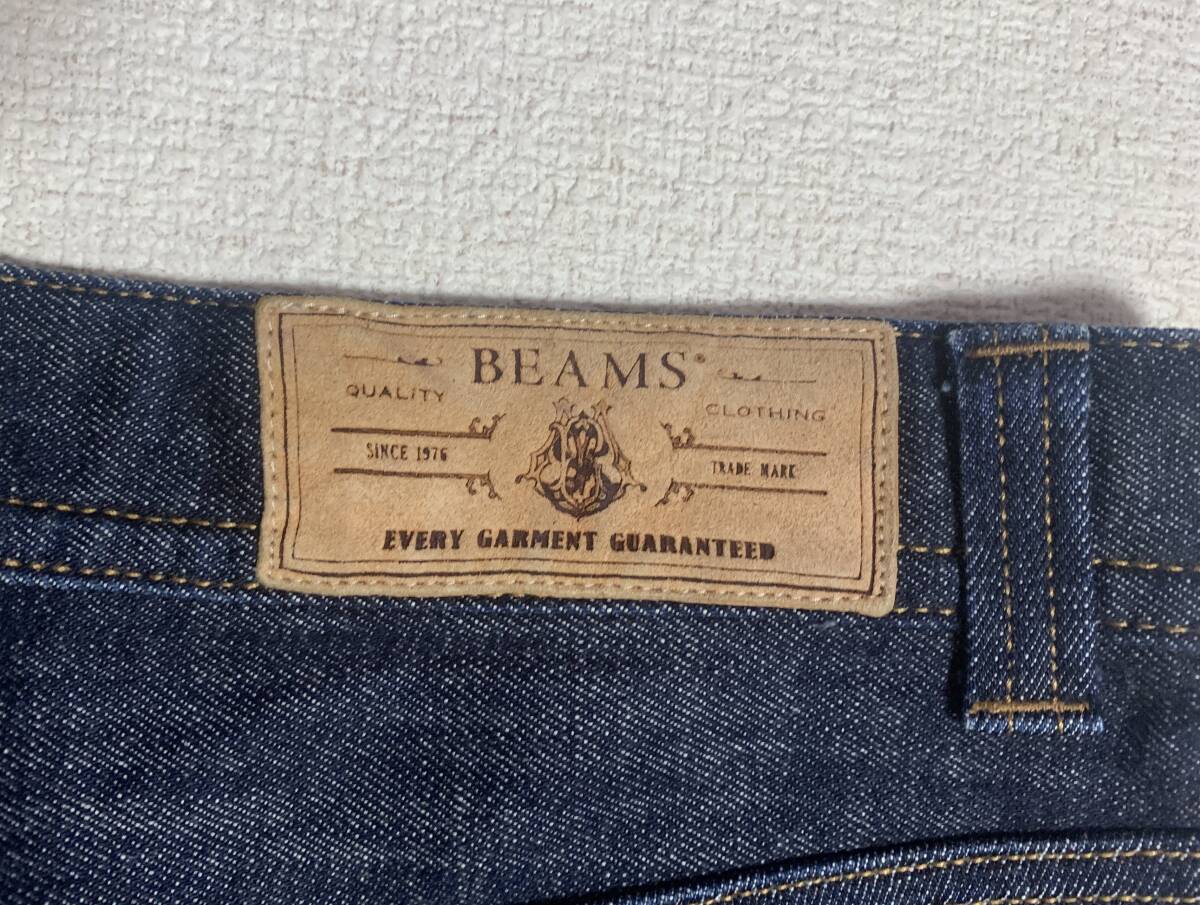 BEAMS
QUALITY CLOTHING
SINCE 1976 TRADE MARK
EVERY GARMENT GUARANTEED